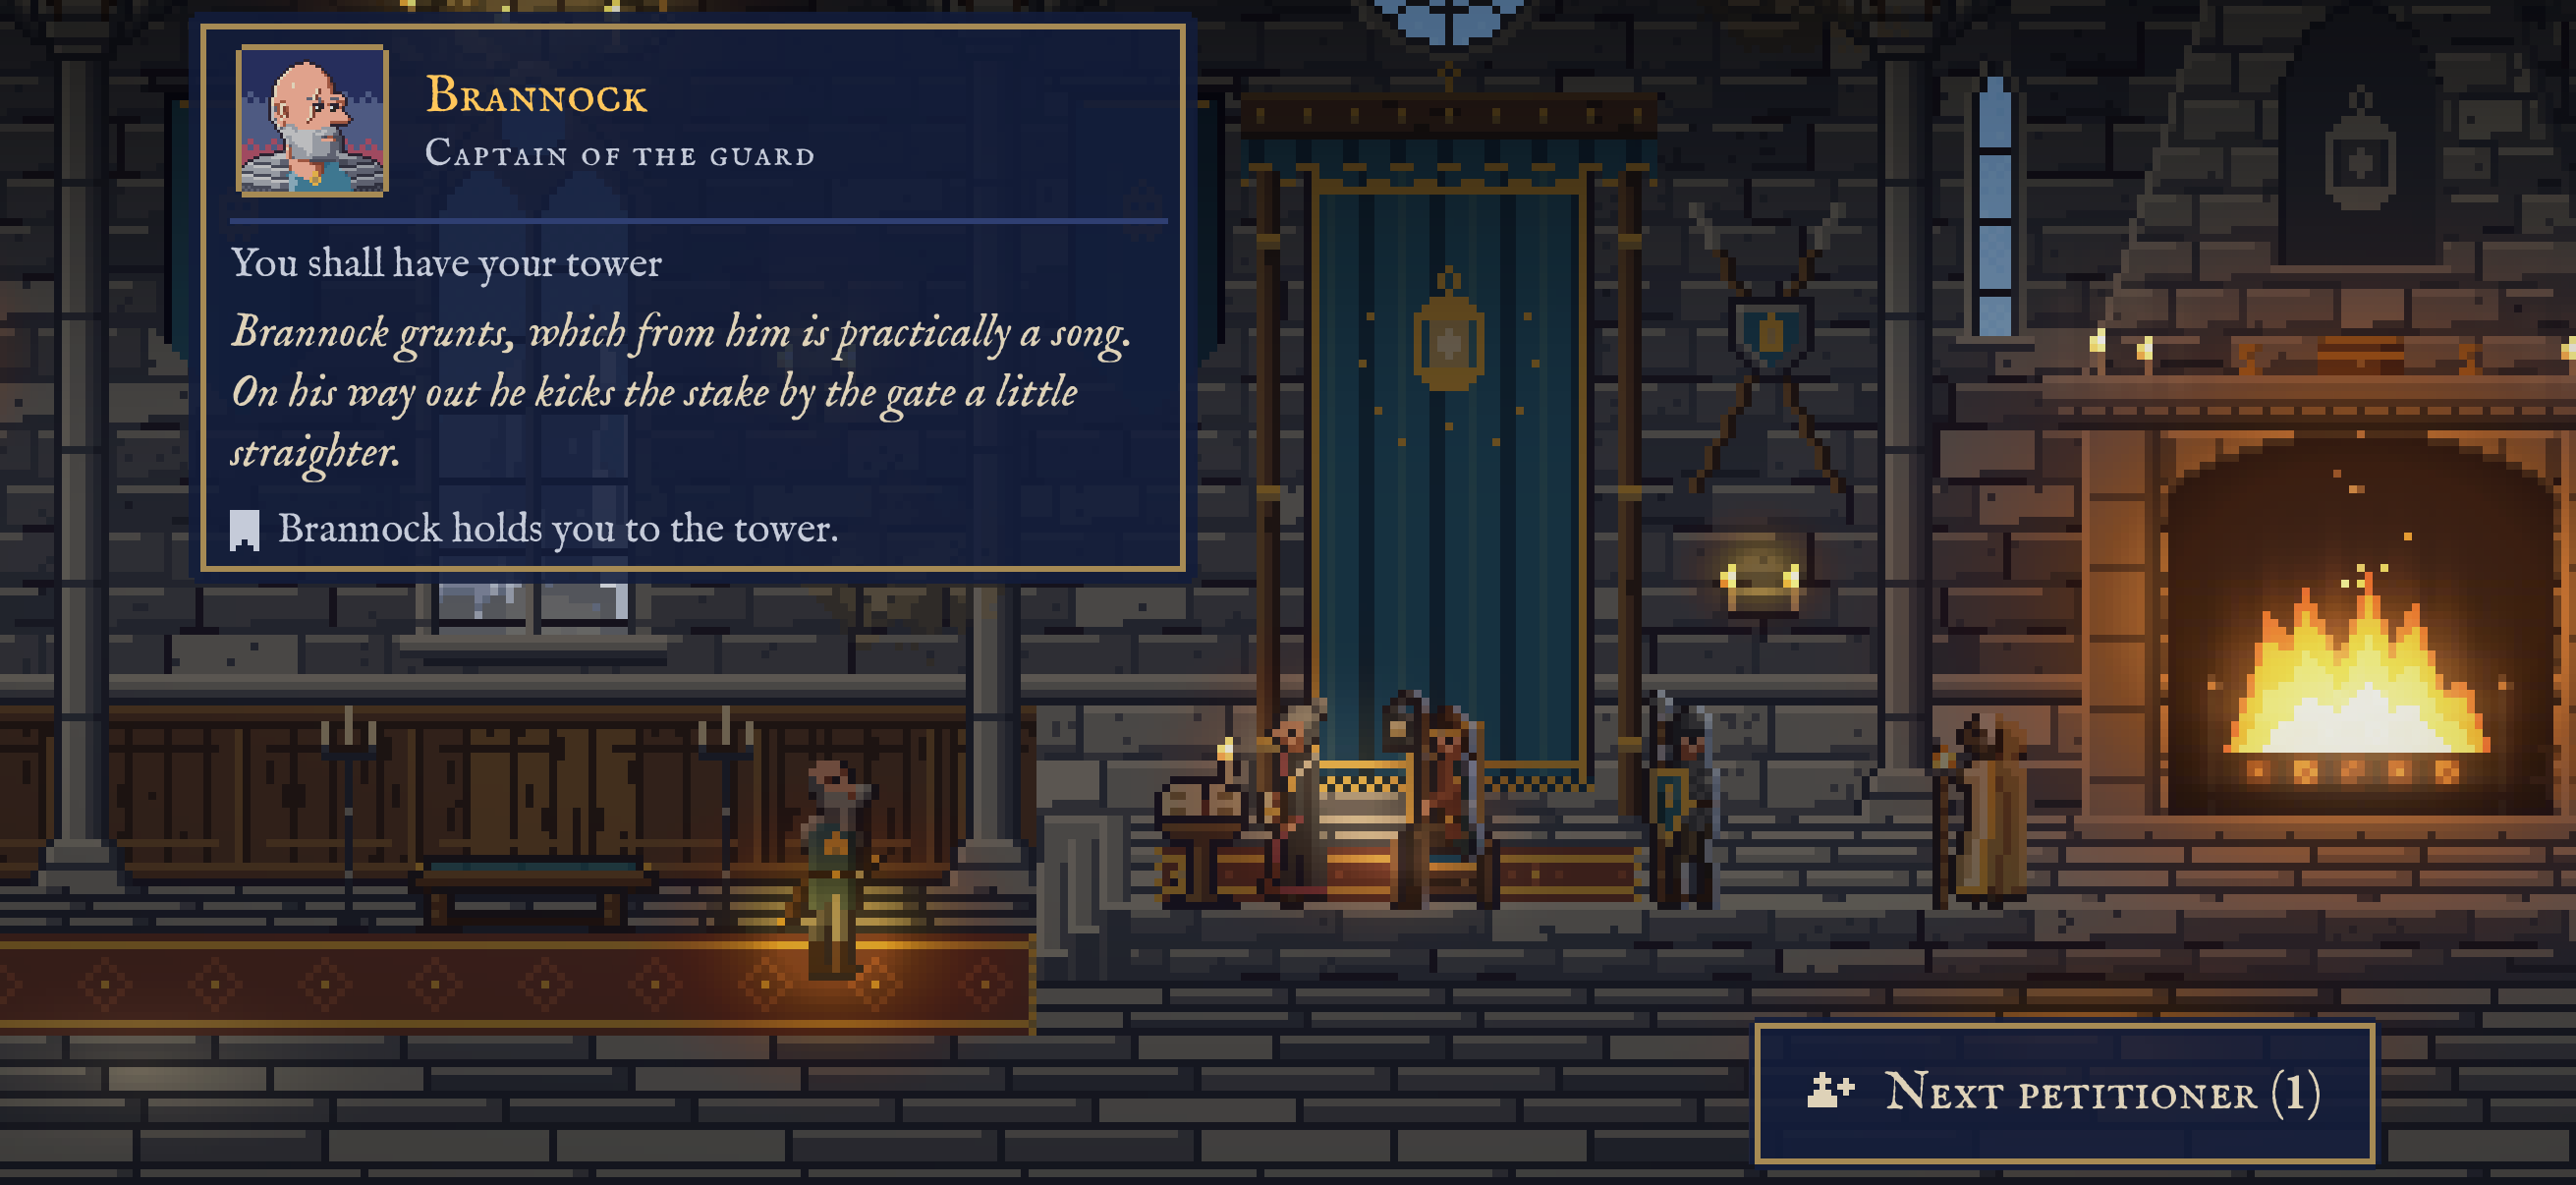 Brannock
Captain of the guard
You shall have your tower
Brannock grunts, which from him is practically a song.
On his way out he kicks the stake by the gate a little
straighter.
Brannock holds you to the tower.
Next petitioner (1)